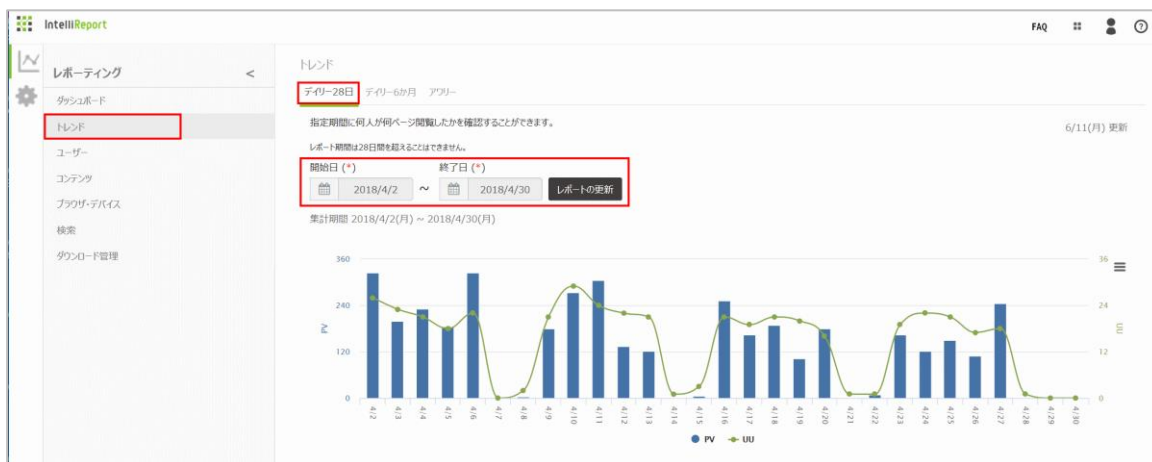 IntelliReport
FAQ
レポーティング
<
ダッシュボード
トレンド
ユーザー
コンテンツ
ブラウザ・デバイス
検索
ダウンロード管理
トレンド
デイリー28日 デイリー6か月 アワリー
指定期間に何人が何ページ閲覧したかを確認することができます。
6/11(月) 更新
レポート期間は28日間を超えることはできません。
開始日 (*) 終了日 (*)
2018/4/2 ~ 2018/4/30 レポートの更新
集計期間 2018/4/2(月) ~ 2018/4/30(月)
360 36
240 24
PV UU
120 12
0 0
4/2 4/3 4/4 4/5 4/6 4/7 4/8 4/9 4/10 4/11 4/12 4/13 4/14 4/15 4/16 4/17 4/18 4/19 4/20 4/21 4/22 4/23 4/24 4/25 4/26 4/27 4/28 4/29 4/30
PV UU